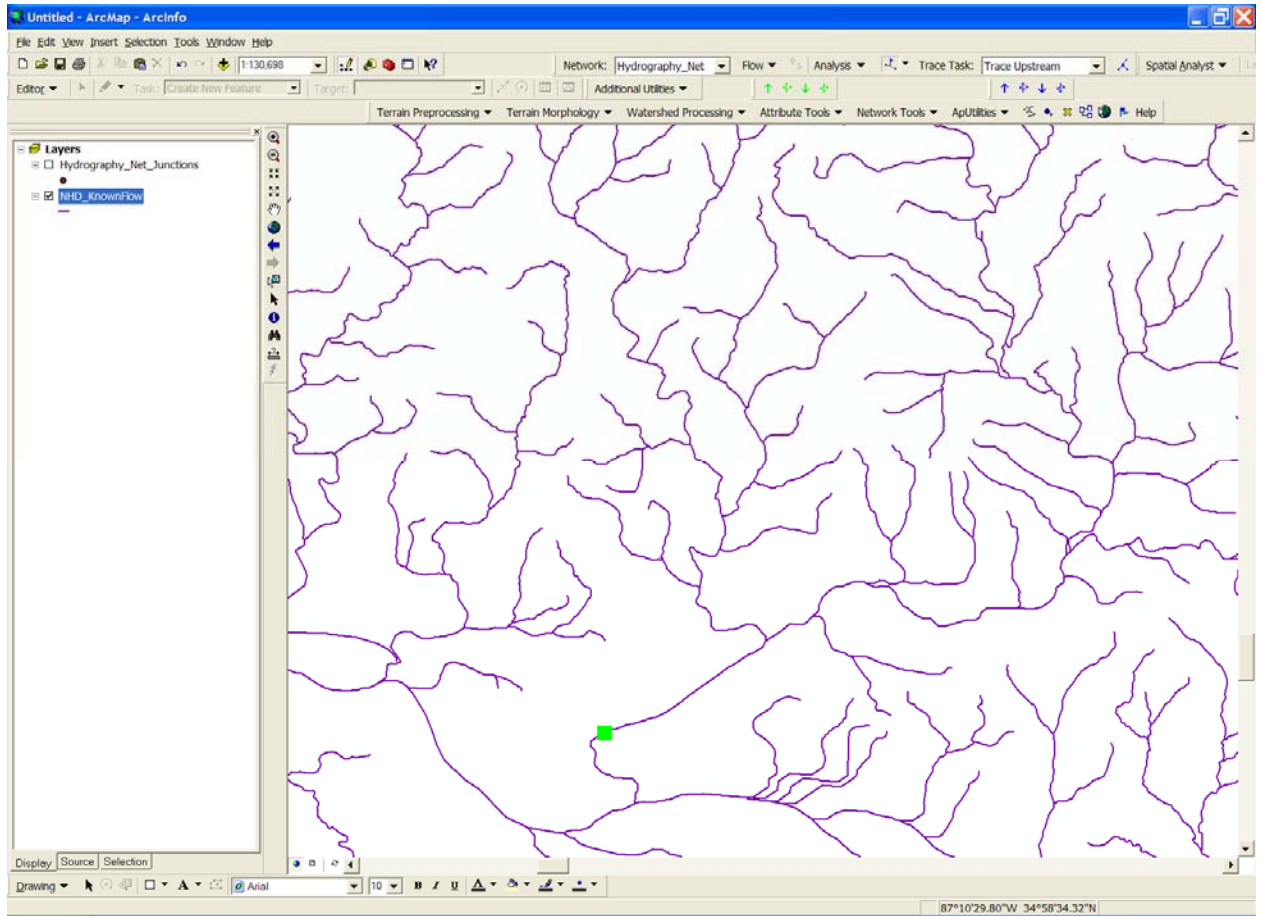 Untitled - ArcMap - ArcInfo
File Edit View Insert Selection Tools Window Help
1:130,698 Network: Hydrography_Net Flow Analysis Trace Task: Trace Upstream Spatial Analyst
Editor Task: Create New Feature Target: Additional Utilities
Terrain Preprocessing Terrain Morphology Watershed Processing Attribute Tools Network Tools ApUtilities Help
Layers
Hydrography_Net_Junctions
NHD_KnownFlow
Display Source Selection
Drawing A Arial 10 B I U A
87°10'29.80"W 34°58'34.32"N